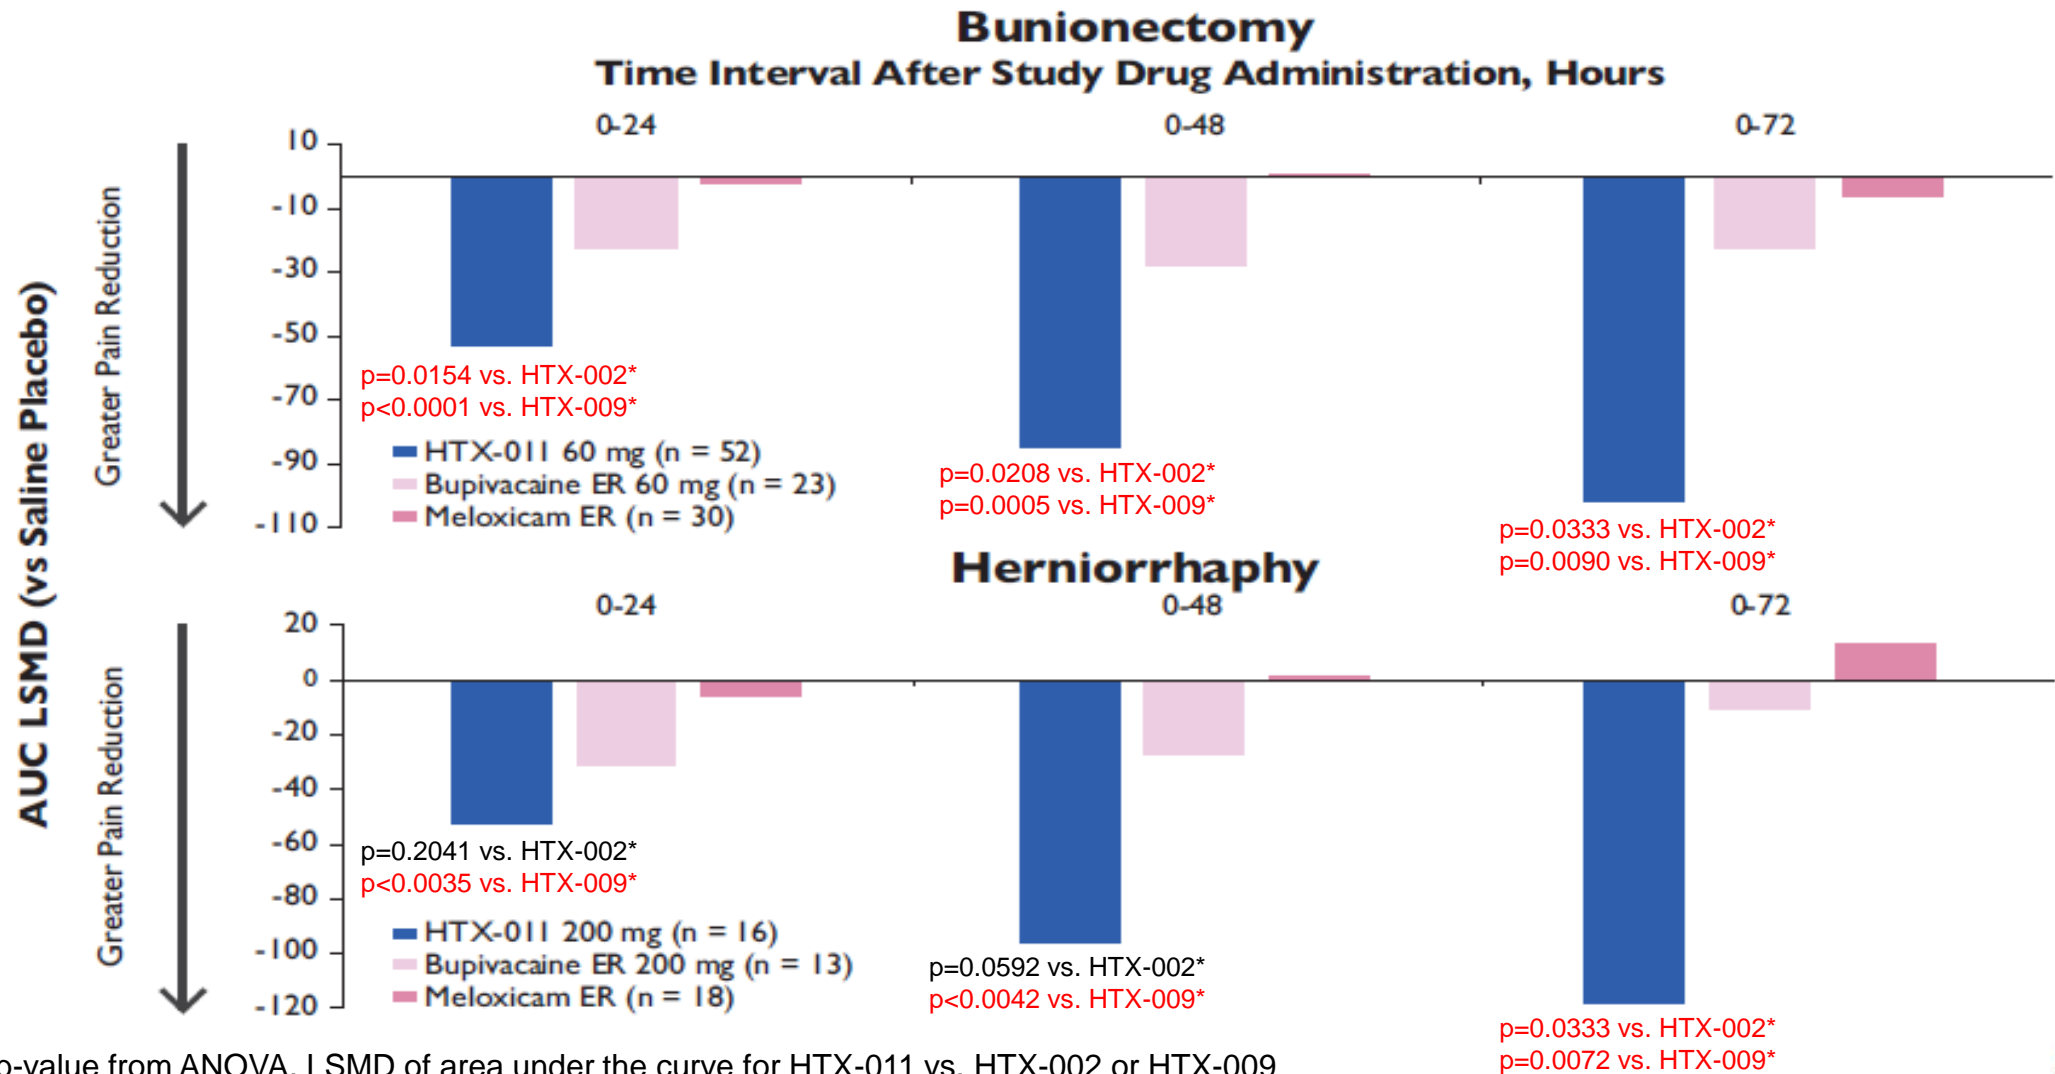 Bunionectomy
Time Interval After Study Drug Administration, Hours
0-24 0-48 0-72
10
-10
-30
-50
-70
-90
-110
Greater Pain Reduction
AUC LSMD (vs Saline Placebo)
p=0.0154 vs. HTX-002*
p<0.0001 vs. HTX-009*
HTX-011 60 mg (n = 52)
Bupivacaine ER 60 mg (n = 23)
Meloxicam ER (n = 30)
p=0.0208 vs. HTX-002*
p=0.0005 vs. HTX-009*
p=0.0333 vs. HTX-002*
p=0.0090 vs. HTX-009*
Herniorrhaphy
0-24 0-48 0-72
20
0
-20
-40
-60
-80
-100
-120
Greater Pain Reduction
p=0.2041 vs. HTX-002*
p<0.0035 vs. HTX-009*
HTX-011 200 mg (n = 16)
Bupivacaine ER 200 mg (n = 13)
Meloxicam ER (n = 18)
p=0.0592 vs. HTX-002*
p<0.0042 vs. HTX-009*
p=0.0333 vs. HTX-002*
p=0.0072 vs. HTX-009*
p-value from ANOVA. LSMD of area under the curve for HTX-011 vs. HTX-002 or HTX-009